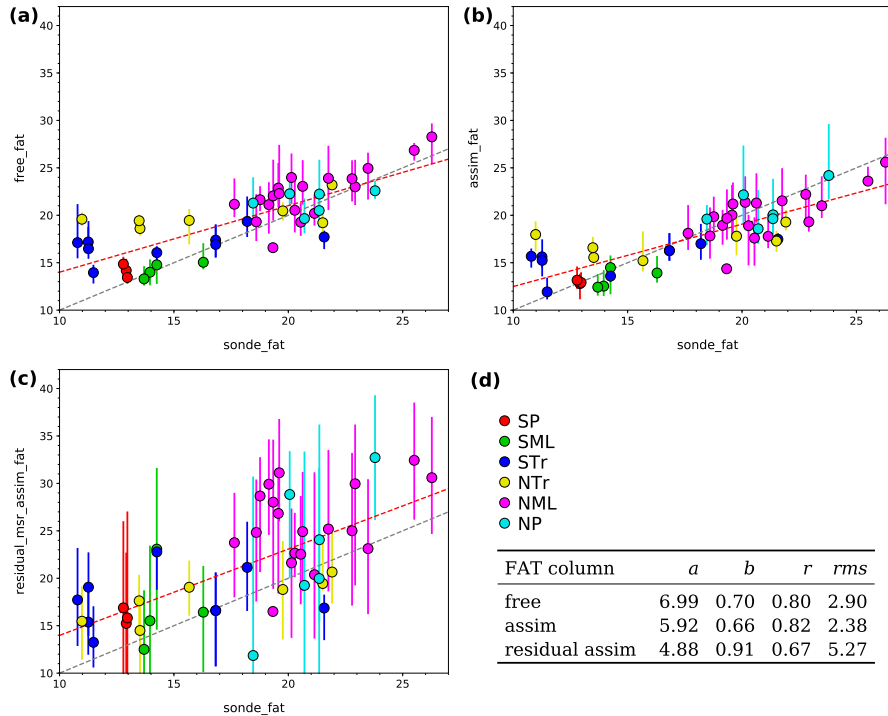 (a)
free_fat
40
35
30
25
20
15
10
10 15 20 25
sonde_fat
(b)
assim_fat
40
35
30
25
20
15
10
10 15 20 25
sonde_fat
(c)
residual_msr_assim_fat
40
35
30
25
20
15
10
10 15 20 25
sonde_fat
(d)
SP
SML
STr
NTr
NML
NP
FAT column a b r rms
free 6.99 0.70 0.80 2.90
assim 5.92 0.66 0.82 2.38
residual assim 4.88 0.91 0.67 5.27